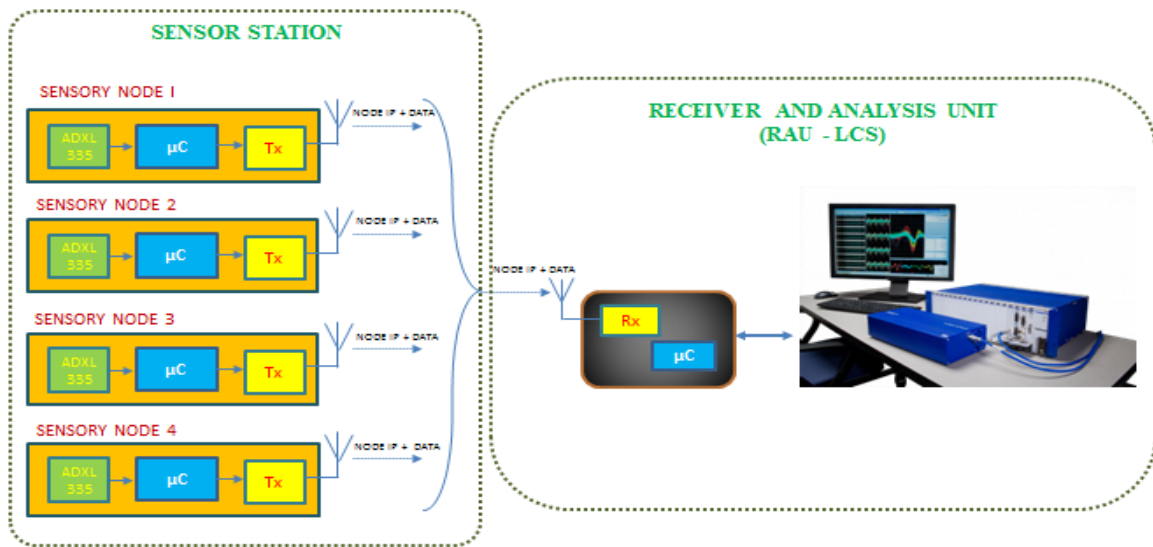 SENSOR STATION
SENSORY NODE 1
ADXL
335
µC
Tx
NODE IP + DATA
SENSORY NODE 2
ADXL
335
µC
Tx
NODE IP + DATA
SENSORY NODE 3
ADXL
335
µC
Tx
NODE IP + DATA
SENSORY NODE 4
ADXL
335
µC
Tx
NODE IP + DATA
NODE IP + DATA
RECEIVER AND ANALYSIS UNIT
(RAU - LCS)
Rx
µC